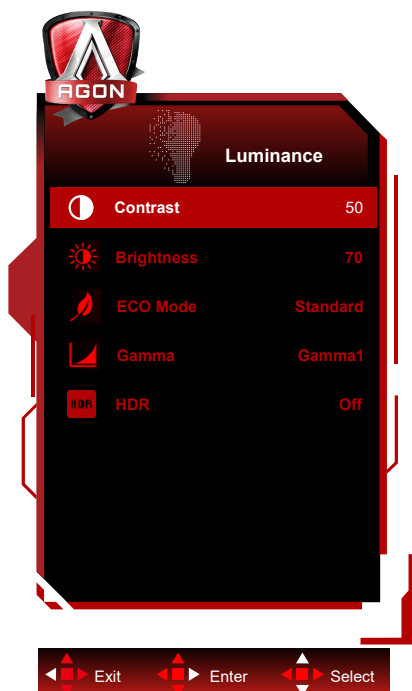 AGON
Luminance
Contrast 50
Brightness 70
ECO Mode Standard
Gamma Gamma1
HDR HDR Off
Exit Enter Select